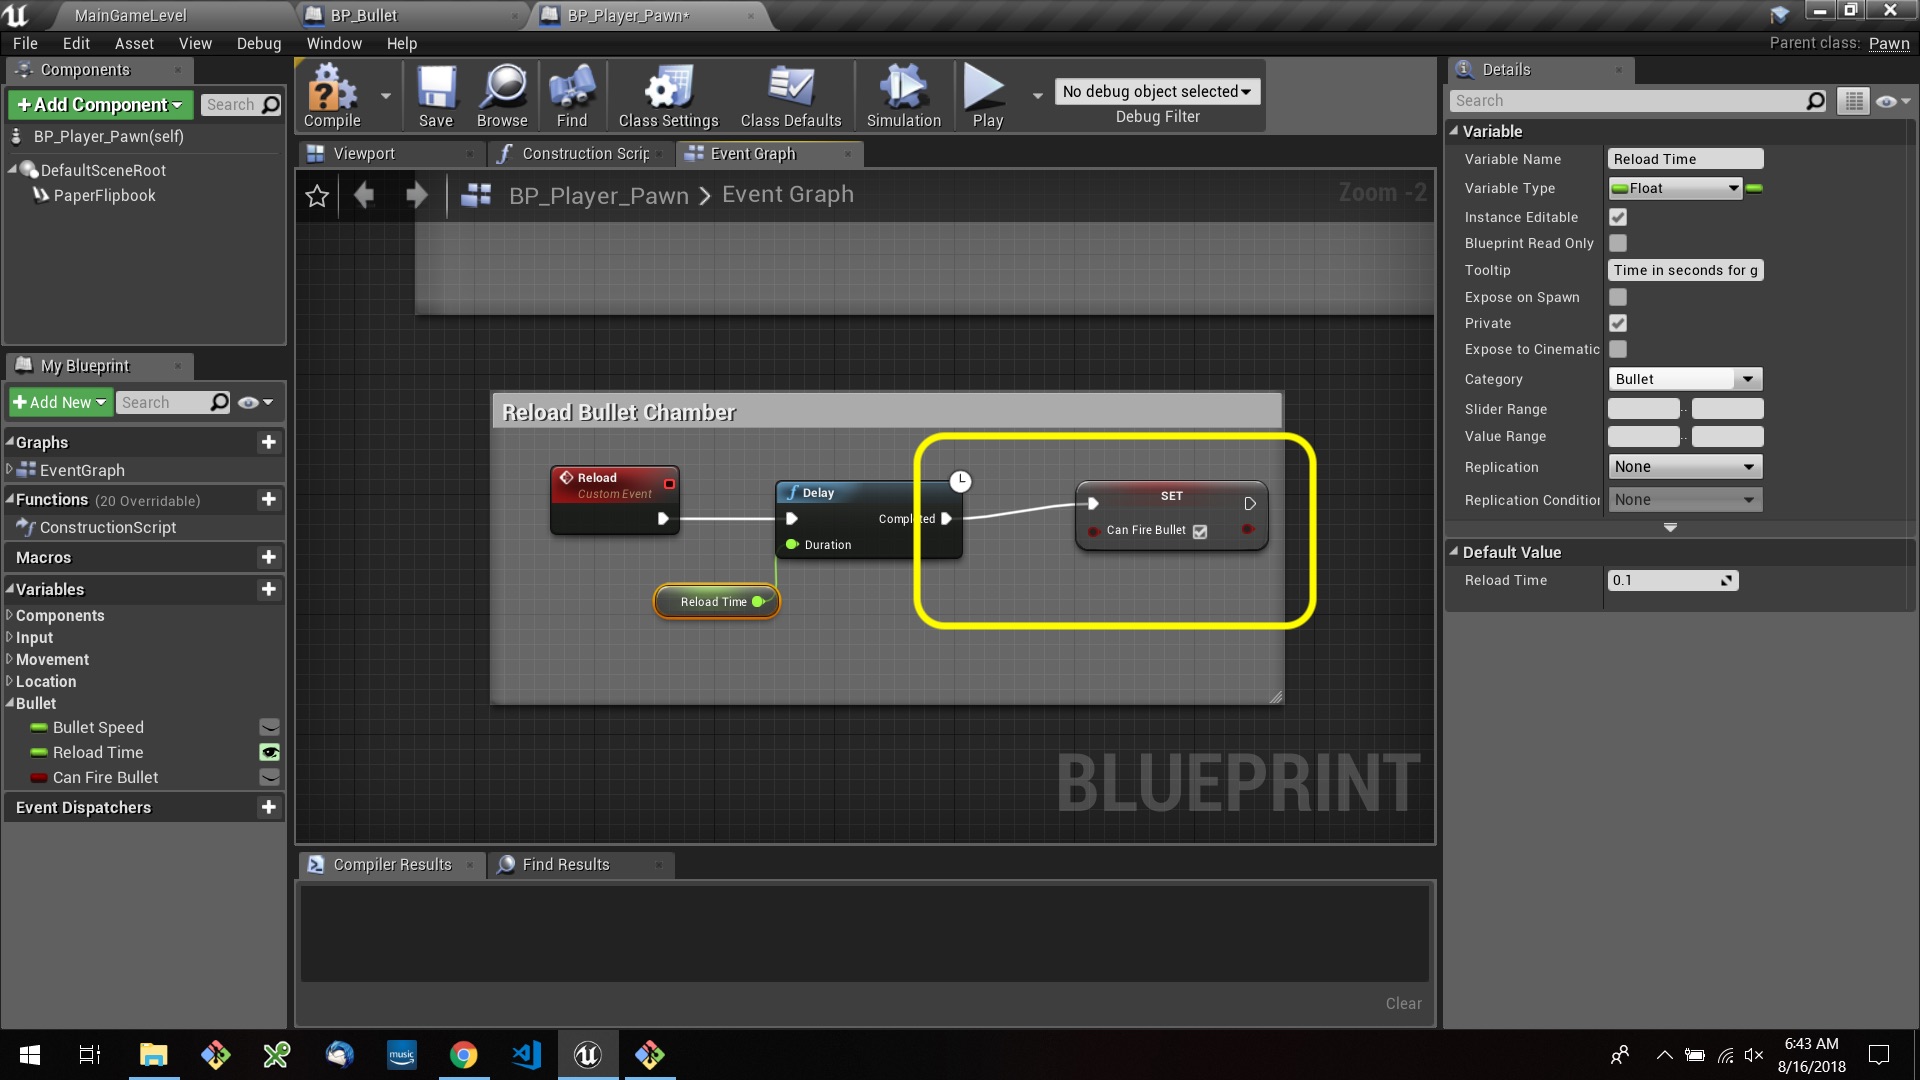 MainGameLevel
BP_Bullet
BP_Player_Pawn*
File Edit Asset View Debug Window Help
Parent class: Pawn
Components
+Add Component
Search
BP_Player_Pawn(self)
DefaultSceneRoot
PaperFlipbook
My Blueprint
+Add New
Search
Graphs
EventGraph
Functions (20 Overridable)
ConstructionScript
Macros
Variables
Components
Input
Movement
Location
Bullet
Bullet Speed
Reload Time
Can Fire Bullet
Event Dispatchers
Compile
Save
Browse
Find
Class Settings
Class Defaults
Simulation
Play
No debug object selected
Debug Filter
Viewport
Construction Scrip
Event Graph
BP_Player_Pawn > Event Graph
Zoom -2
Reload Bullet Chamber
Reload
Custom Event
Delay
Completed
Duration
Reload Time
SET
Can Fire Bullet
BLUEPRINT
Compiler Results
Find Results
Clear
Details
Search
Variable
Variable Name Reload Time
Variable Type Float
Instance Editable
Blueprint Read Only
Tooltip Time in seconds for g
Expose on Spawn
Private
Expose to Cinematic
Category Bullet
Slider Range ..
Value Range ..
Replication None
Replication Conditior None
Default Value
Reload Time 0.1
music
6:43 AM
8/16/2018